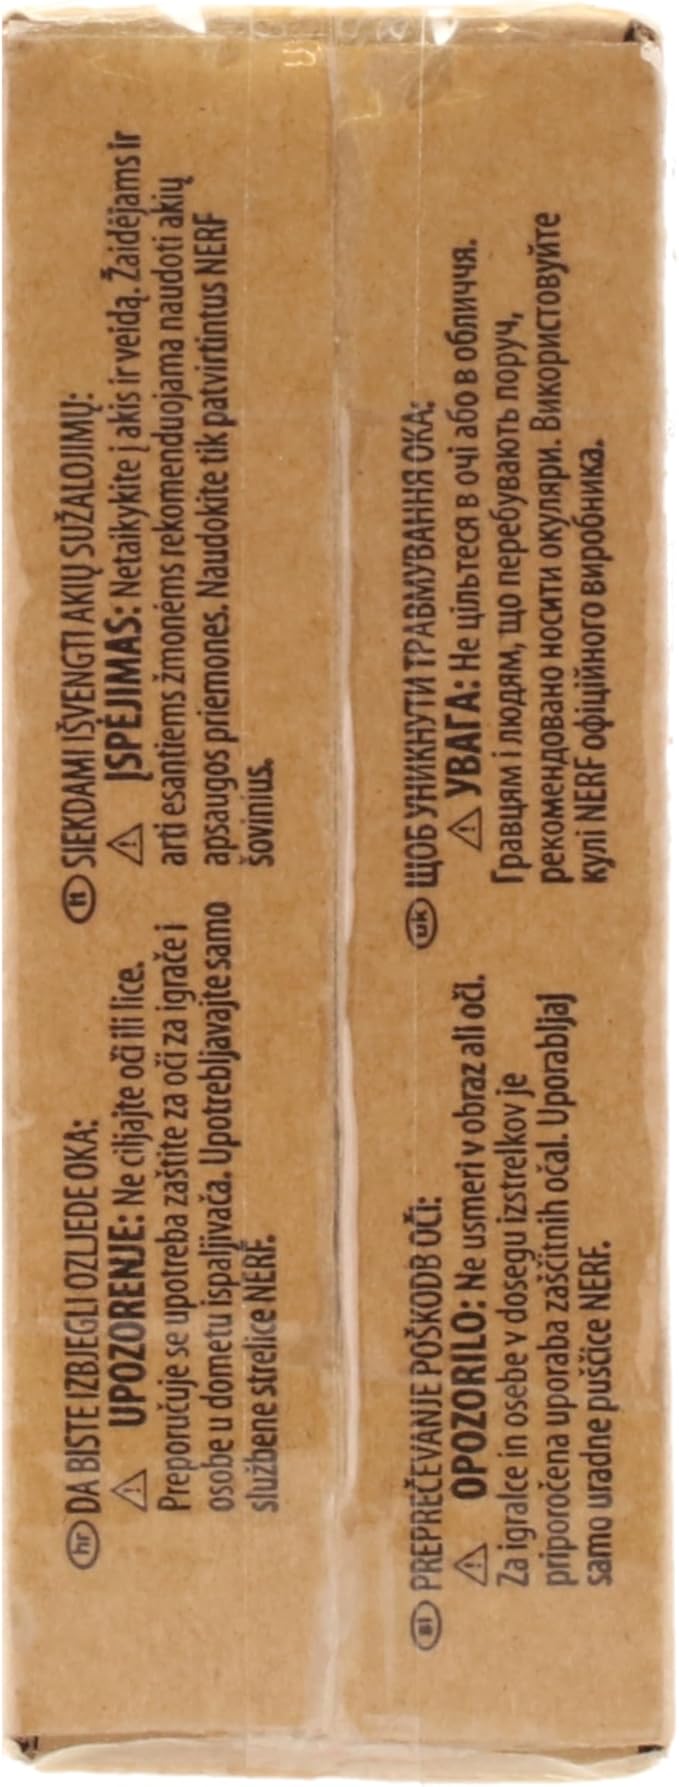 hr DA BISTE IZBJEGLI OZLJEDE OKA:
⚠ UPOZORENJE: Ne ciljajte oči ili lice.
Preporučuje se upotreba zaštite za oči za igrače i
osobe u dometu ispaljivača. Upotrebljavajte samo
službene strelice NERF.
lt SIEKDAMI IŠVENGTI AKIŲ SUŽALOJIMŲ:
⚠ ĮSPĖJIMAS: Netaikykite į akis ir veidą. Žaidėjams ir
arti esantiems žmonėms rekomenduojama naudoti akių
apsaugos priemones. Naudokite tik patvirtintus NERF
šovinius.
sl PREPREČEVANJE POŠKODB OČI:
⚠ OPOZORILO: Ne usmeri v obraz ali oči.
Za igralce in osebe v dosegu izstrelkov je
priporočena uporaba zaščitnih očal. Uporabljaj
samo uradne puščice NERF.
uk ЩОБ УНИКНУТИ ТРАВМУВАННЯ ОКА:
⚠ УВАГА: Не цільтеся в очі або в обличчя.
Гравцям і людям, що перебувають поруч,
рекомендовано носити окуляри. Використовуйте
кулі NERF офіційного виробника.